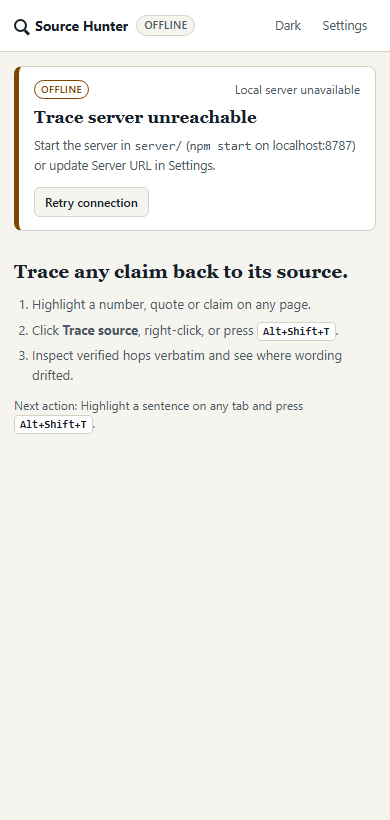 Source Hunter OFFLINE Dark Settings
OFFLINE Local server unavailable
Trace server unreachable
Start the server in server/ (npm start on localhost:8787)
or update Server URL in Settings.
Retry connection
Trace any claim back to its source.
1. Highlight a number, quote or claim on any page.
2. Click Trace source, right-click, or press Alt+Shift+T.
3. Inspect verified hops verbatim and see where wording
drifted.
Next action: Highlight a sentence on any tab and press
Alt+Shift+T.